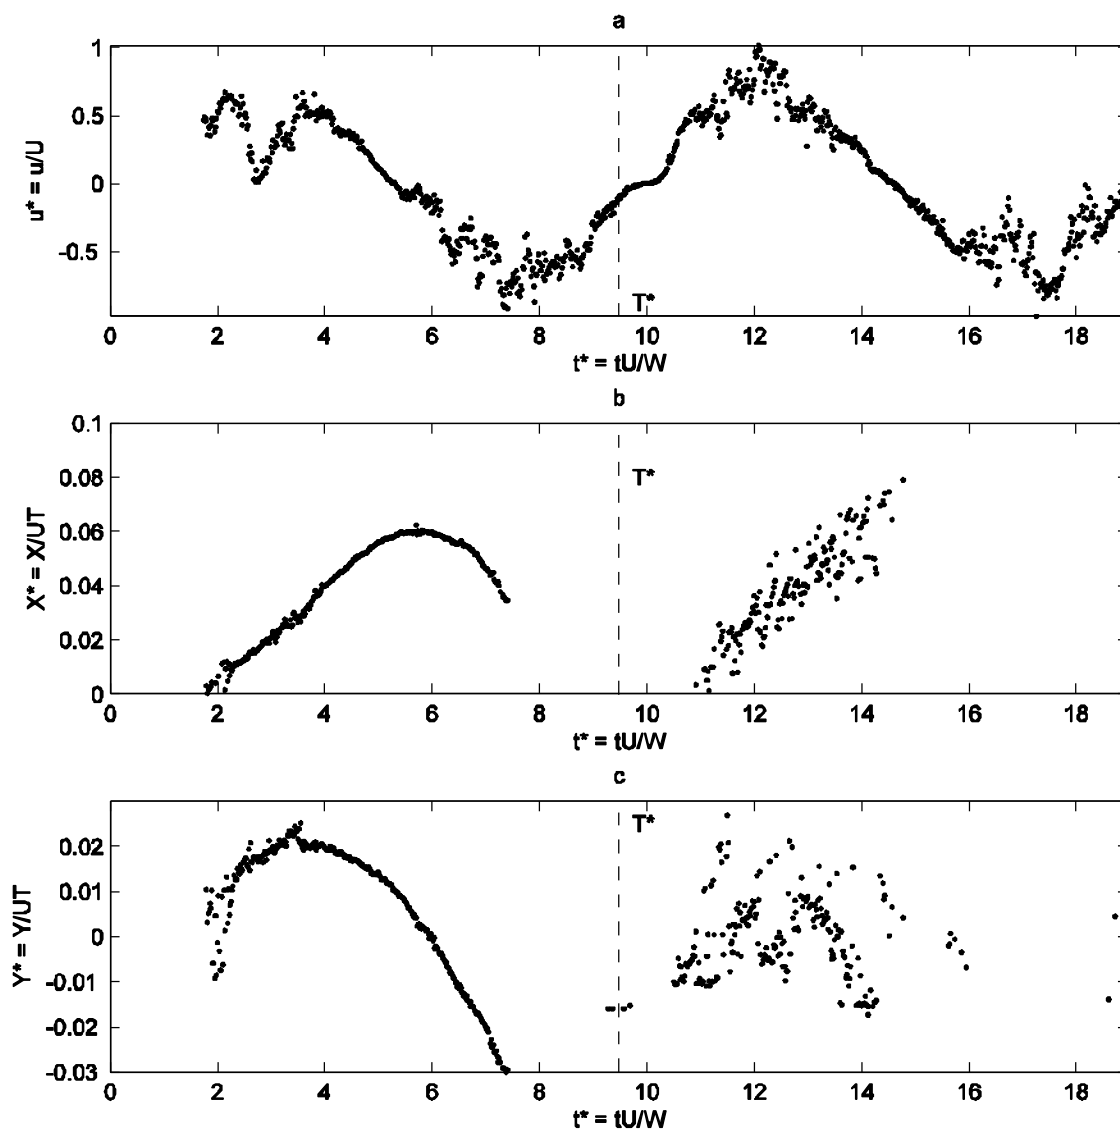 a
1
0.5
0
-0.5
u* = u/U
T*
0 2 4 6 8 10 12 14 16 18
t* = tU/W
b
0.1
0.08
0.06
0.04
0.02
0
X* = X/UT
T*
0 2 4 6 8 10 12 14 16 18
t* = tU/W
c
0.02
0.01
0
-0.01
-0.02
-0.03
Y* = Y/UT
T*
0 2 4 6 8 10 12 14 16 18
t* = tU/W